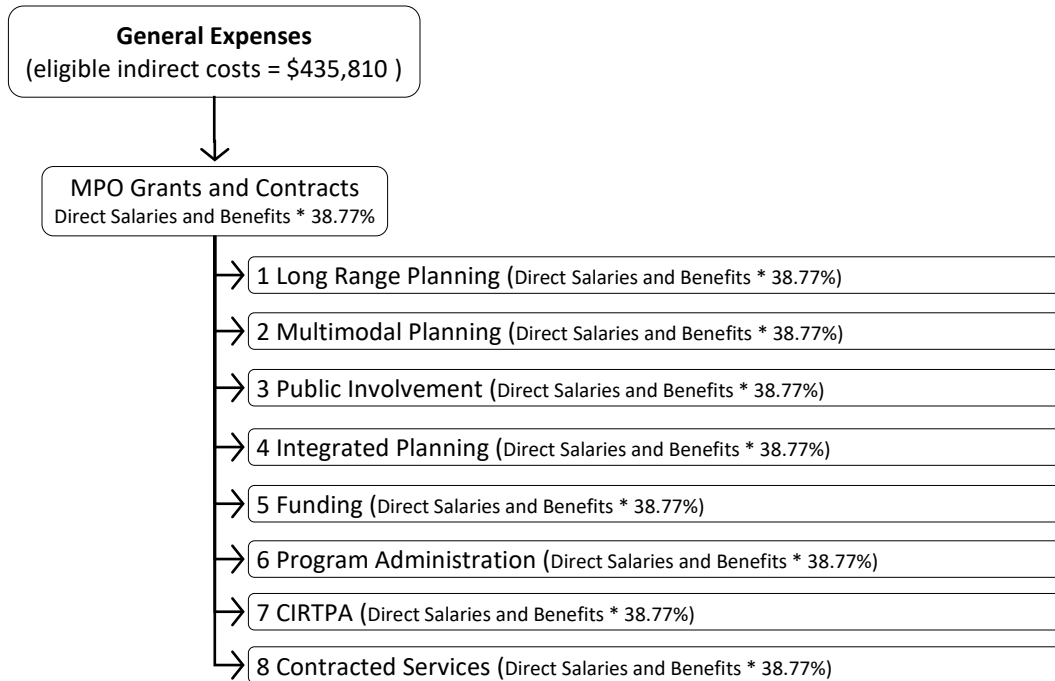 General Expenses
(eligible indirect costs = $435,810 )
MPO Grants and Contracts
Direct Salaries and Benefits * 38.77%
1 Long Range Planning (Direct Salaries and Benefits * 38.77%)
2 Multimodal Planning (Direct Salaries and Benefits * 38.77%)
3 Public Involvement (Direct Salaries and Benefits * 38.77%)
4 Integrated Planning (Direct Salaries and Benefits * 38.77%)
5 Funding (Direct Salaries and Benefits * 38.77%)
6 Program Administration (Direct Salaries and Benefits * 38.77%)
7 CIRTPA (Direct Salaries and Benefits * 38.77%)
8 Contracted Services (Direct Salaries and Benefits * 38.77%)